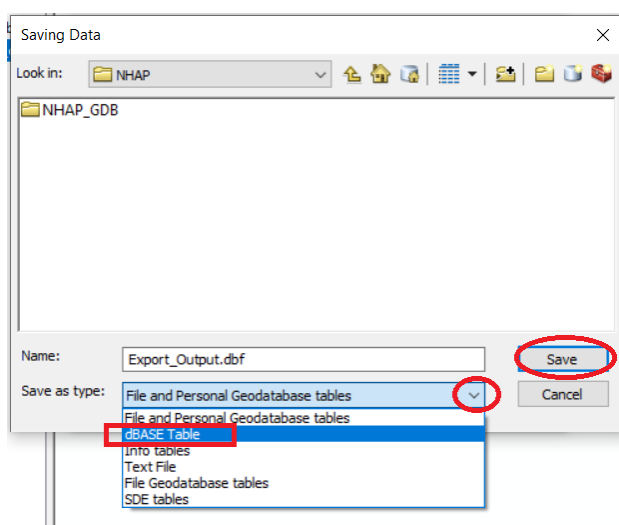 Saving Data
Look in:
NHAP
NHAP_GDB
Name:
Export_Output.dbf
Save
Save as type:
File and Personal Geodatabase tables
Cancel
File and Personal Geodatabase tables
dBASE Table
Info tables
Text File
File Geodatabase tables
SDE tables